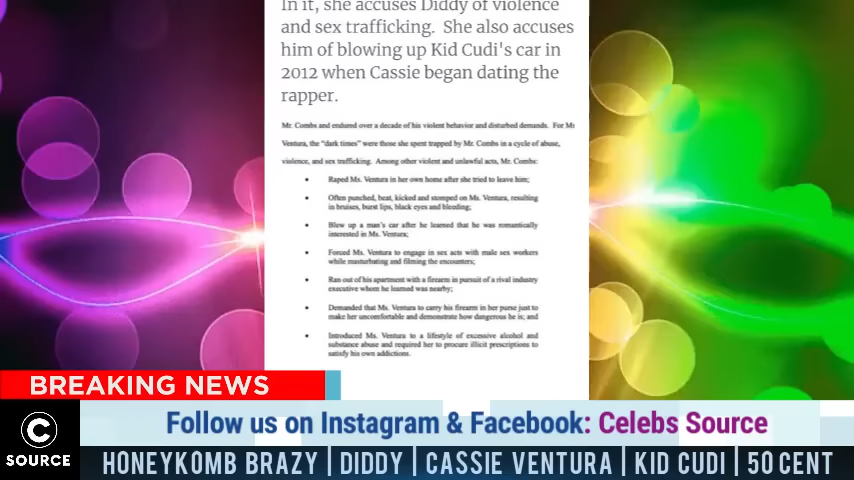 In it, she accuses Diddy of violence
and sex trafficking. She also accuses
him of blowing up Kid Cudi's car in
2012 when Cassie began dating the
rapper.
Mr. Combs and endured over a decade of his violent behavior and disturbed demands. For Ms
Ventura, the "dark times" were those she spent trapped by Mr. Combs in a cycle of abuse,
violence, and sex trafficking. Among other violent and unlawful acts, Mr. Combs:
• Raped Ms. Ventura in her own home after she tried to leave him;
• Often punched, beat, kicked and stomped on Ms. Ventura, resulting
in bruises, burst lips, black eyes and bleeding;
• Blew up a man's car after he learned that he was romantically
interested in Ms. Ventura;
• Forced Ms. Ventura to engage in sex acts with male sex workers
while masturbating and filming the encounters;
• Ran out of his apartment with a firearm in pursuit of a rival industry
executive whom he learned was nearby;
• Demanded that Ms. Ventura to carry his firearm in her purse just to
make her uncomfortable and demonstrate how dangerous he is; and
• Introduced Ms. Ventura to a lifestyle of excessive alcohol and
substance abuse and required her to procure illicit prescriptions to
satisfy his own addictions.
BREAKING NEWS
Follow us on Instagram & Facebook: Celebs Source
C
SOURCE
HONEYKOMB BRAZY | DIDDY | CASSIE VENTURA | KID CUDI | 50 CENT